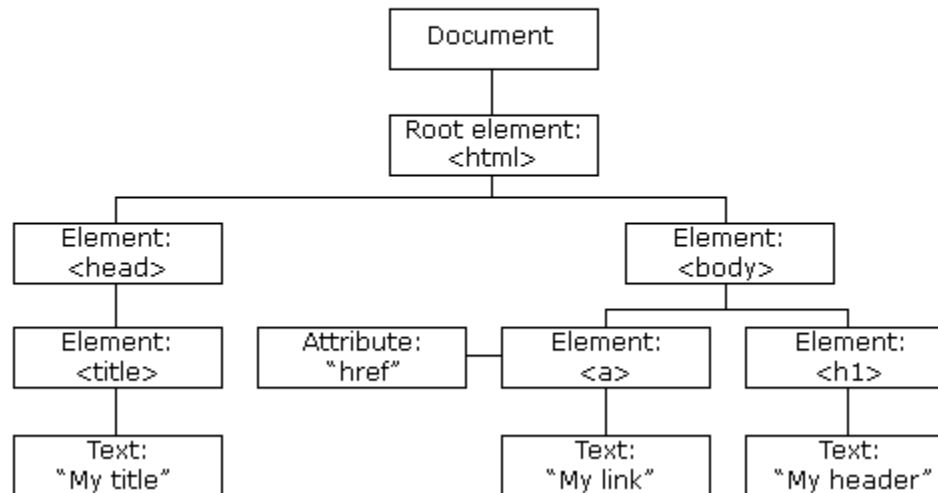 Document
Root element:
<html>
Element:
<head>
Element:
<body>
Element:
<title>
Attribute:
“href”
Element:
<a>
Element:
<h1>
Text:
“My title”
Text:
“My link”
Text:
“My header”